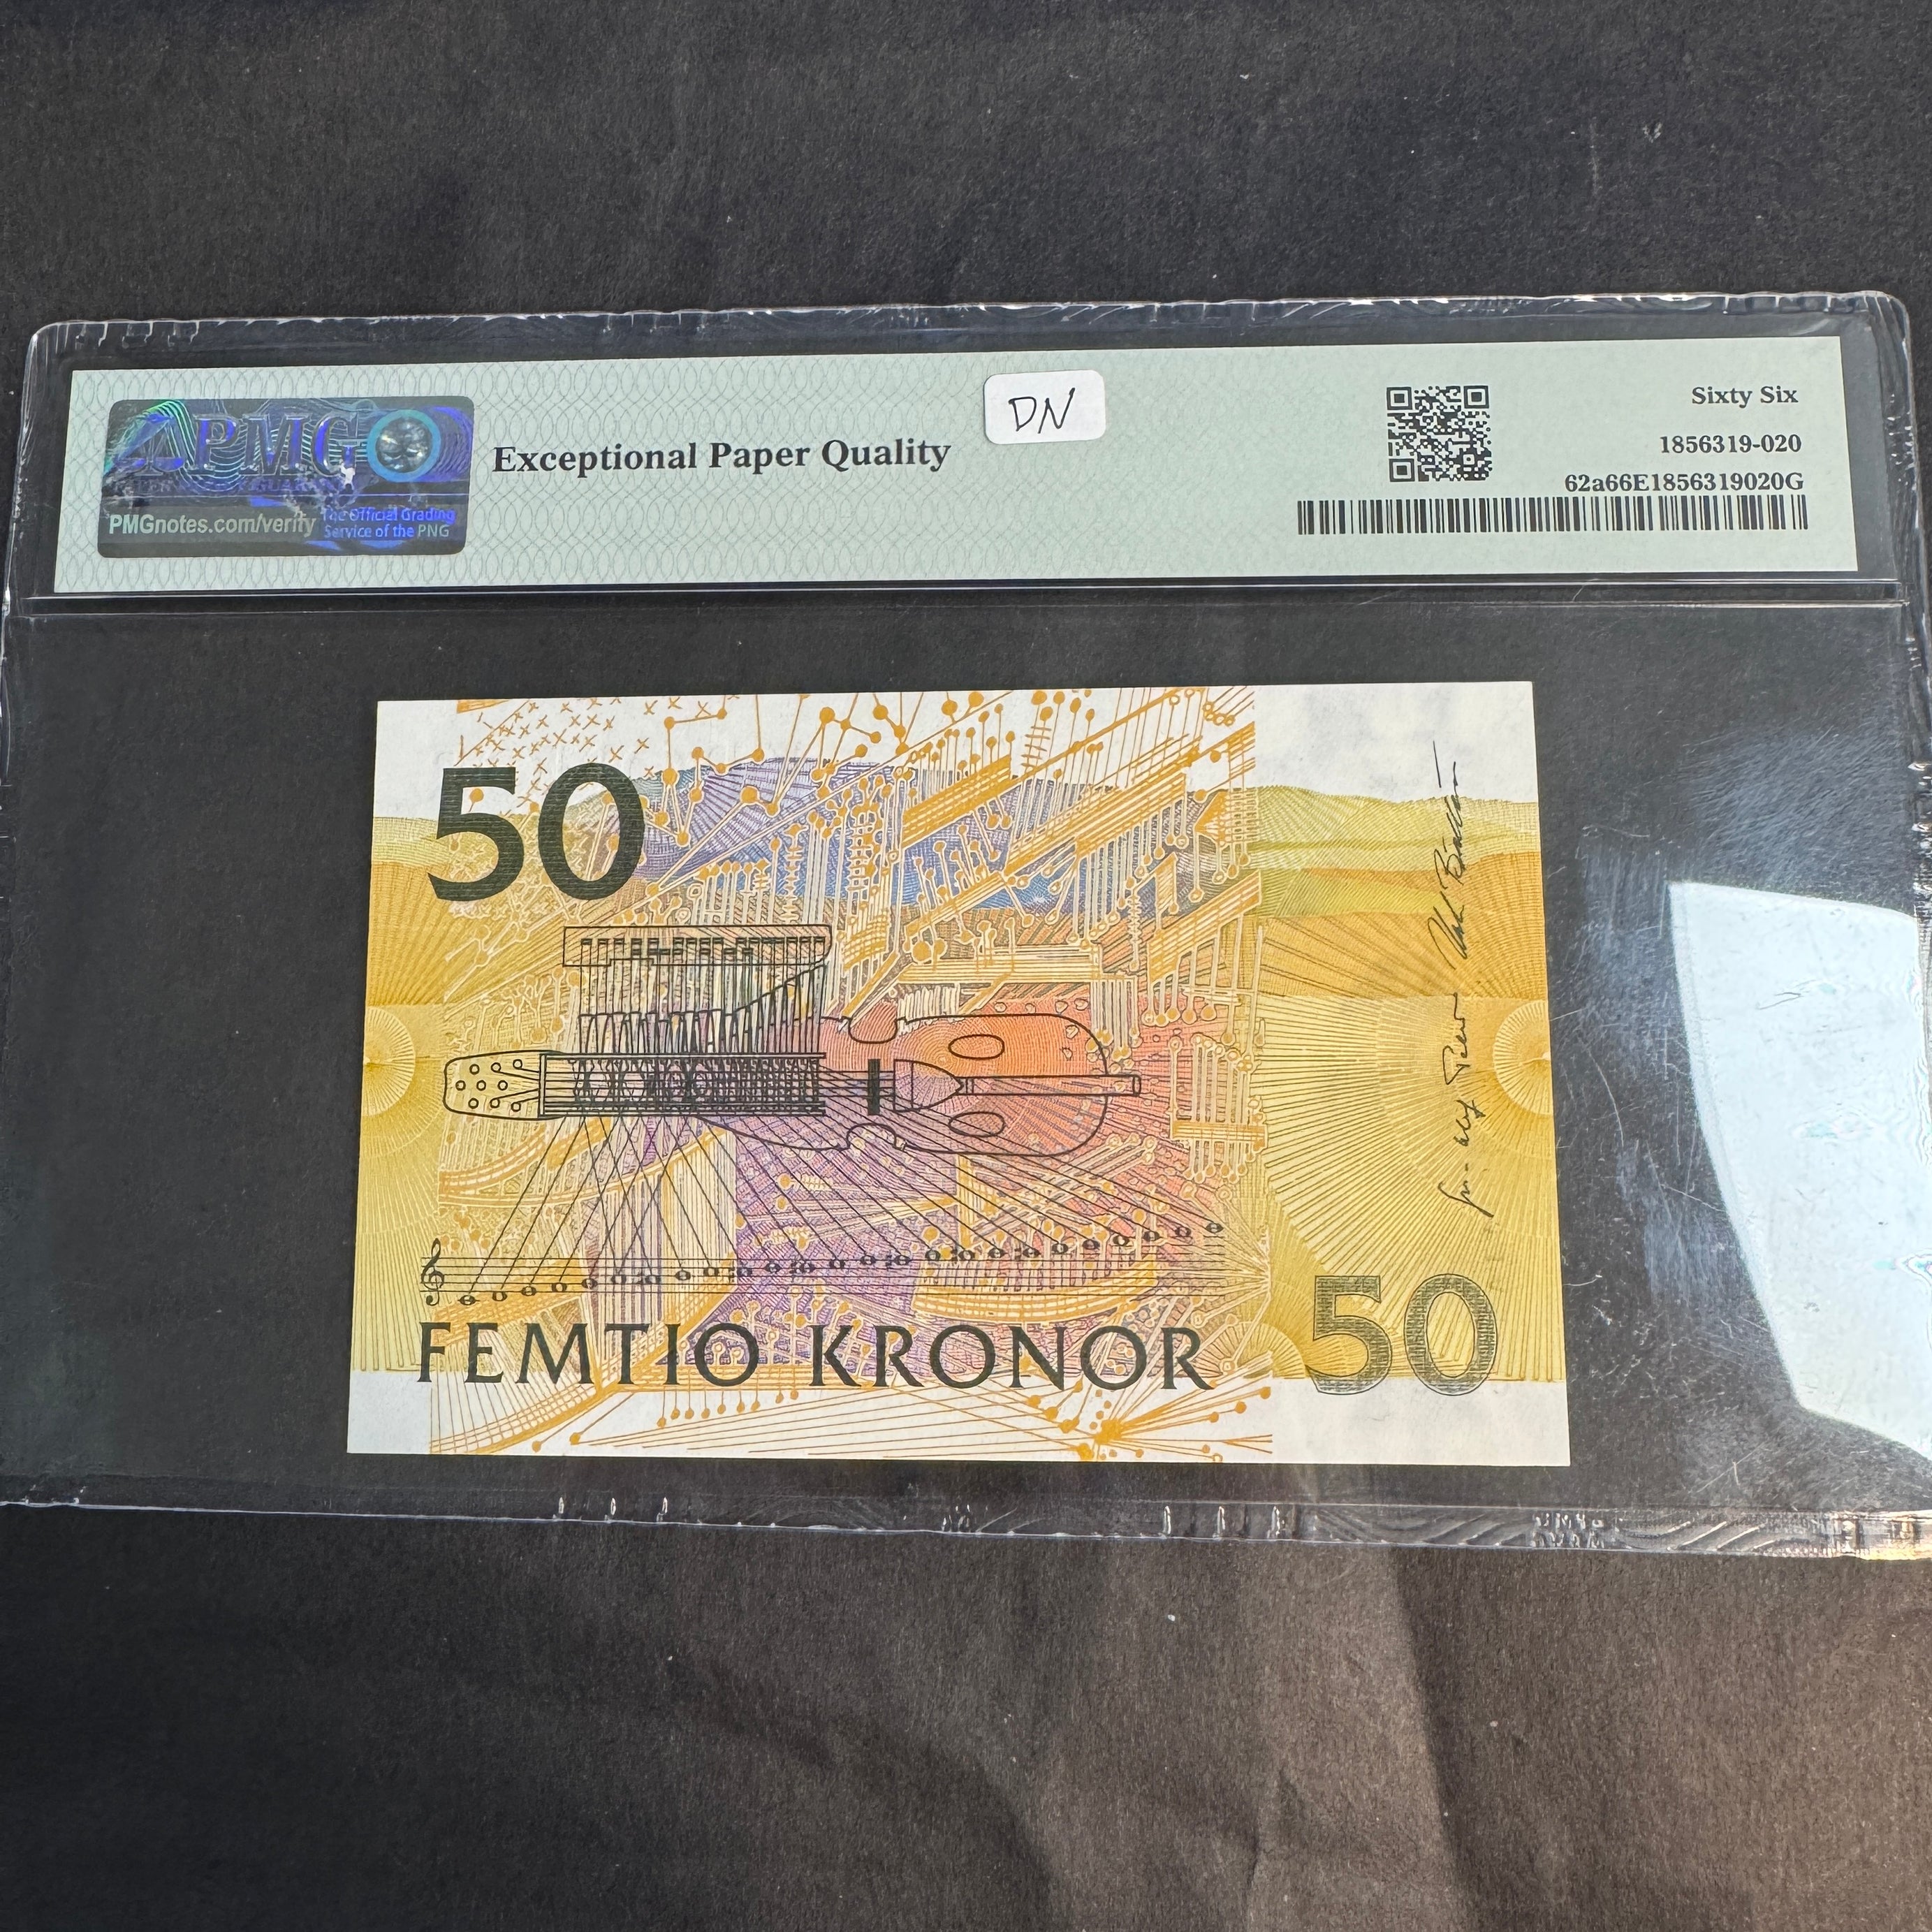 PMG
PMGnotes.com/verify
The Official Grading
Service of the PNG
Exceptional Paper Quality
DN
Sixty Six
1856319-020
62a66E1856319020G
50
FEMTIO KRONOR
50